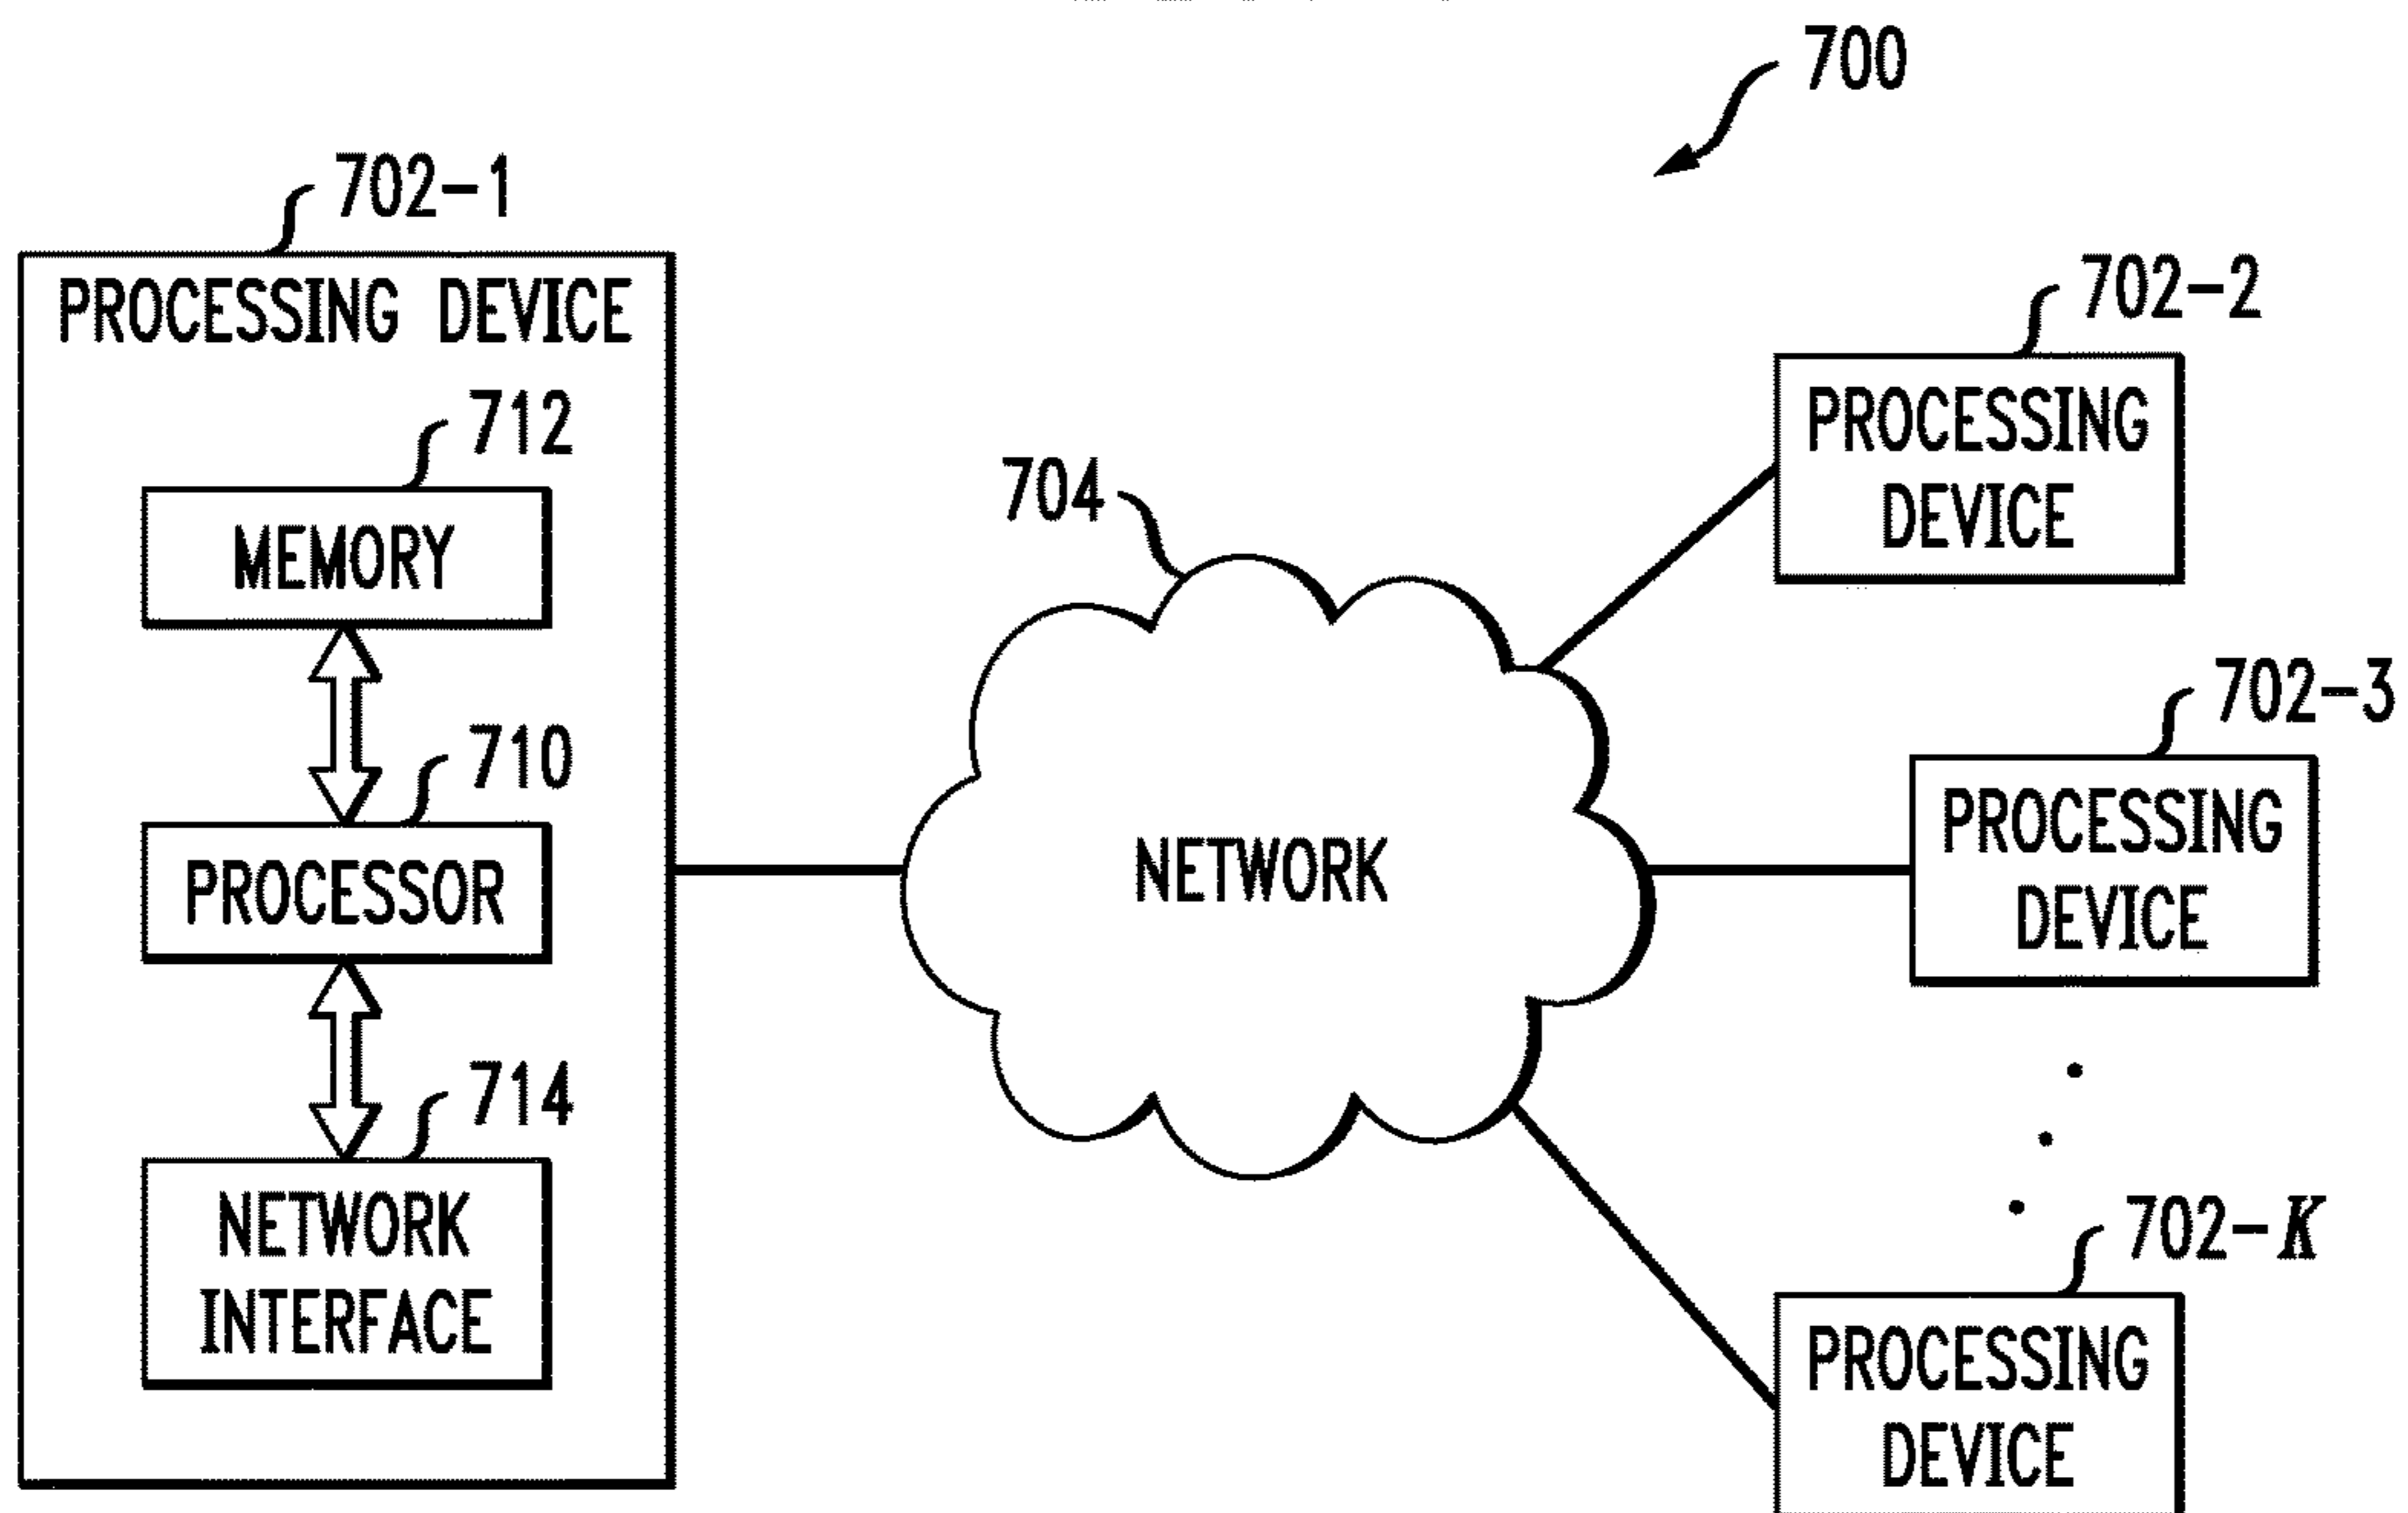 700
702-1
PROCESSING DEVICE
712
MEMORY
710
PROCESSOR
714
NETWORK
INTERFACE
704
NETWORK
702-2
PROCESSING
DEVICE
702-3
PROCESSING
DEVICE
702-K
PROCESSING
DEVICE